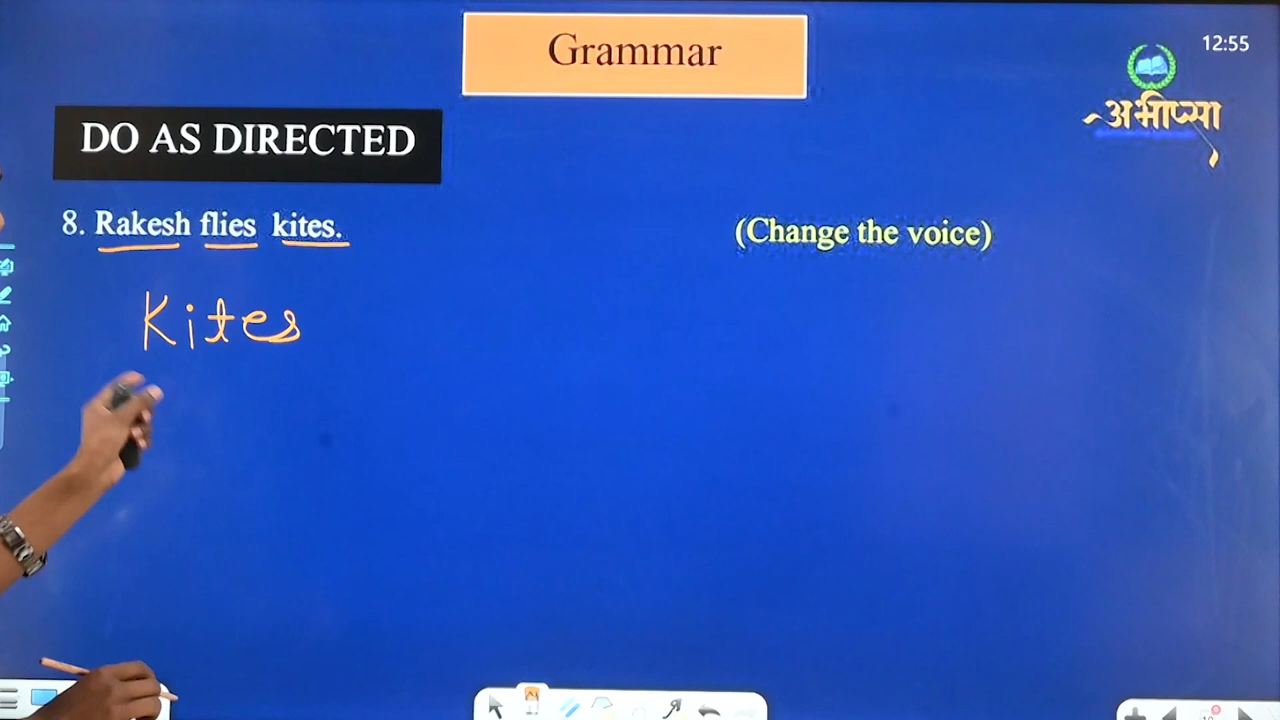 Grammar
12:55
अभीप्सा
DO AS DIRECTED
8. Rakesh flies kites.
(Change the voice)
Kites